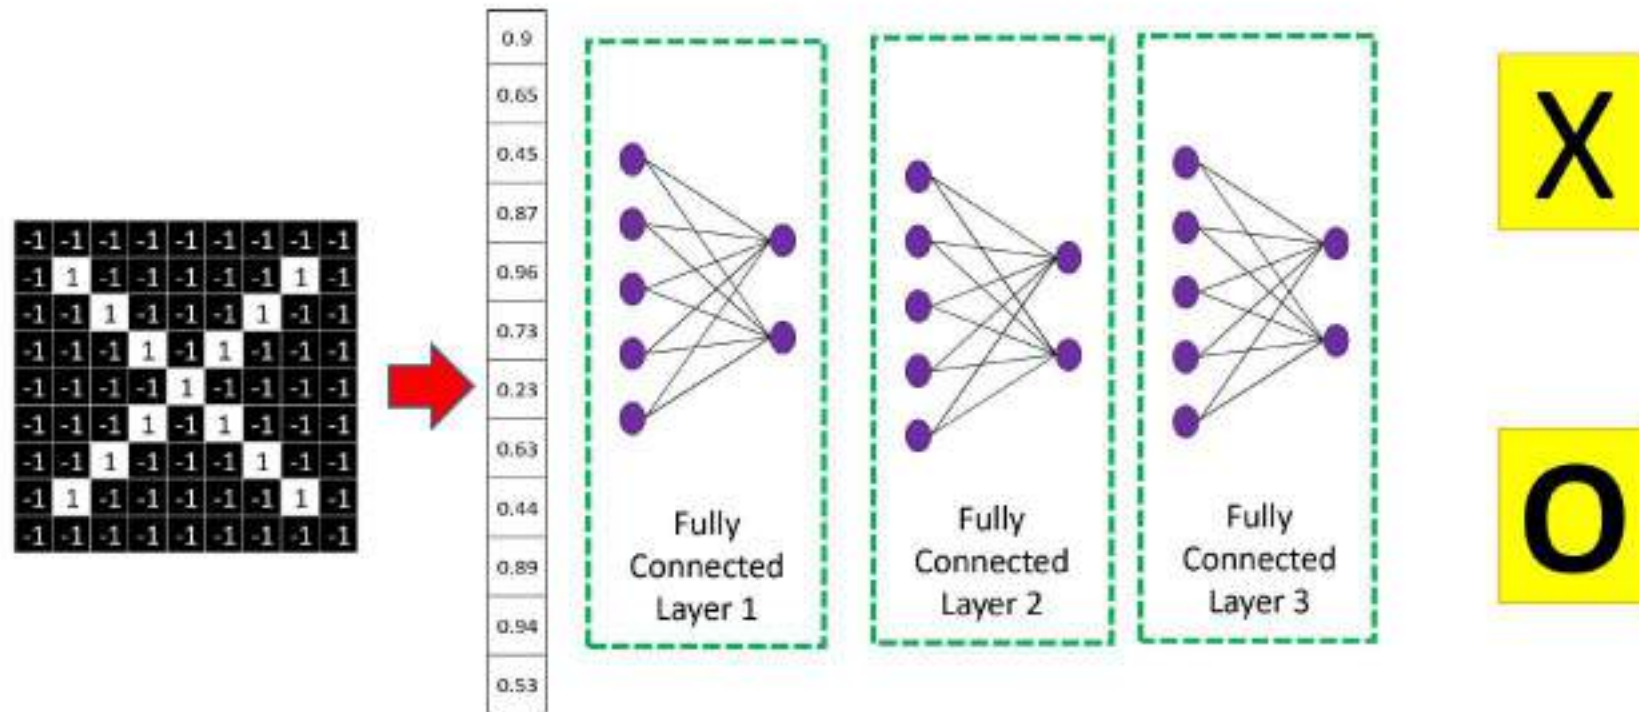 -1 -1 -1 -1 -1 -1 -1 -1 -1
-1 1 -1 -1 -1 -1 -1 1 -1
-1 -1 1 -1 -1 -1 1 -1 -1
-1 -1 -1 1 -1 1 -1 -1 -1
-1 -1 -1 -1 1 -1 -1 -1 -1
-1 -1 -1 1 -1 1 -1 -1 -1
-1 -1 1 -1 -1 -1 1 -1 -1
-1 1 -1 -1 -1 -1 -1 1 -1
-1 -1 -1 -1 -1 -1 -1 -1 -1
0.9
0.65
0.45
0.87
0.96
0.73
0.23
0.63
0.44
0.89
0.94
0.53
Fully
Connected
Layer 1
Fully
Connected
Layer 2
Fully
Connected
Layer 3
X
O